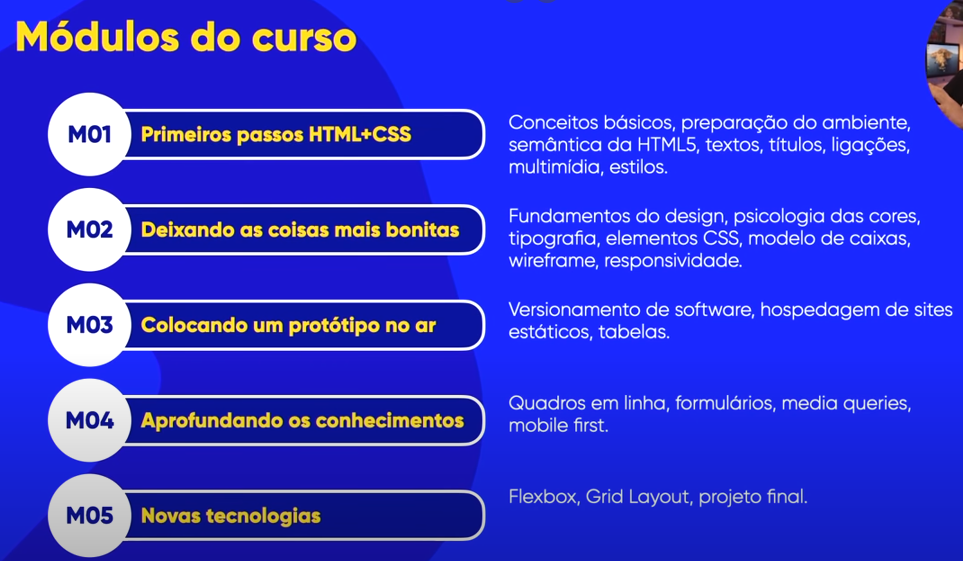 Módulos do curso
M01
Primeiros passos HTML+CSS
Conceitos básicos, preparação do ambiente,
semântica da HTML5, textos, títulos, ligações,
multimídia, estilos.
M02
Deixando as coisas mais bonitas
Fundamentos do design, psicologia das cores,
tipografia, elementos CSS, modelo de caixas,
wireframe, responsividade.
M03
Colocando um protótipo no ar
Versionamento de software, hospedagem de sites
estáticos, tabelas.
M04
Aprofundando os conhecimentos
Quadros em linha, formulários, media queries,
mobile first.
M05
Novas tecnologias
Flexbox, Grid Layout, projeto final.